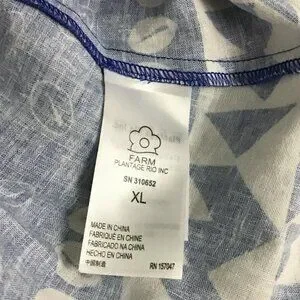 FARM
PLANTAGE RIO INC
SN 310652
XL
MADE IN CHINA
FABRIQUÉ EN CHINE
FABRICADO NA CHINA
HECHO EN CHINA
中国制造
RN 157047